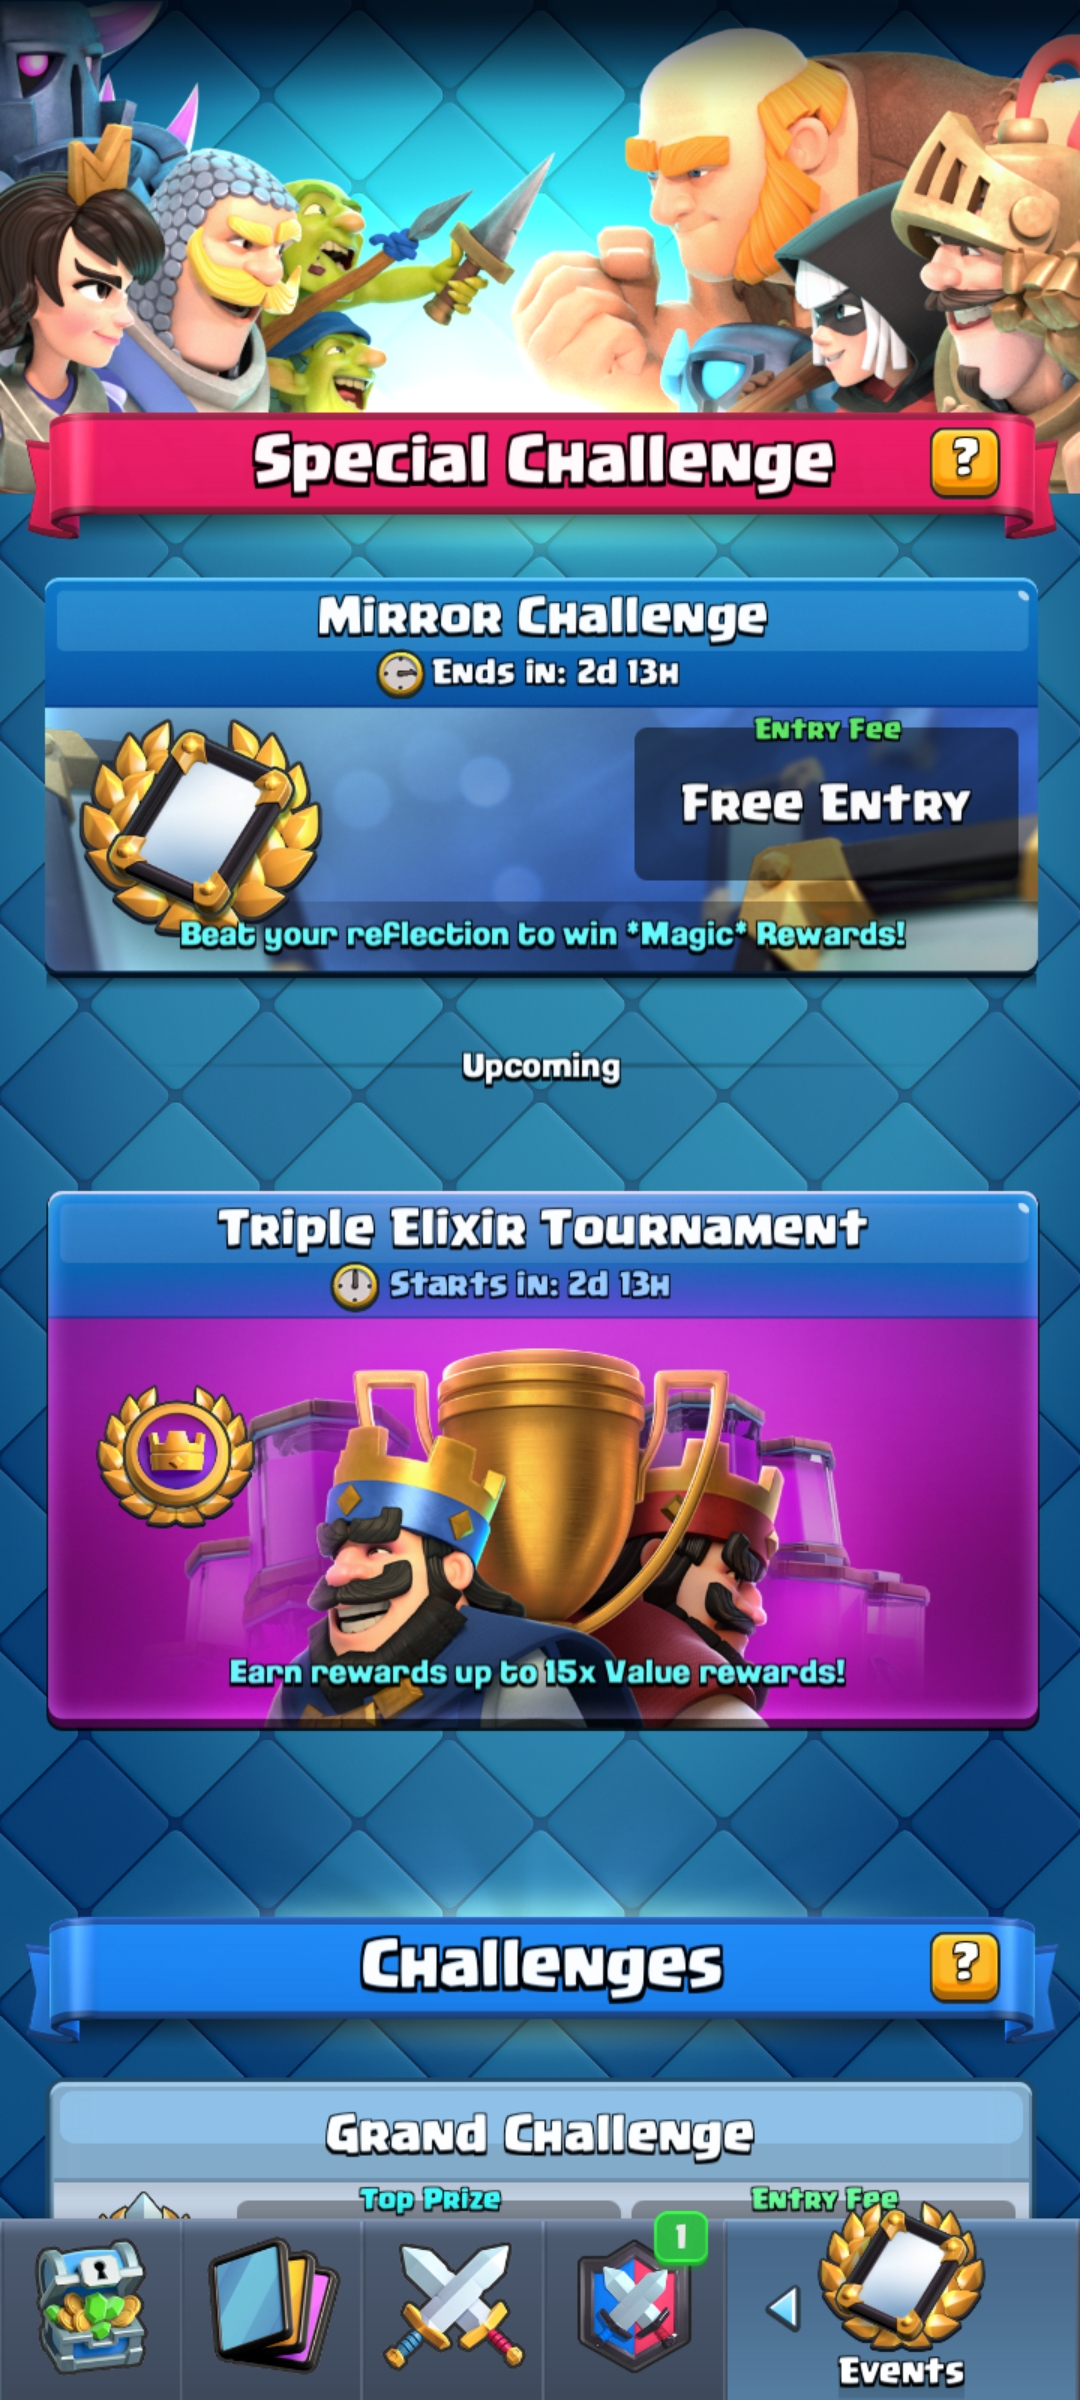 Special Challenge
?
Mirror Challenge
Ends in: 2d 13h
Entry Fee
Free Entry
Beat your reflection to win *Magic* Rewards!
Upcoming
Triple Elixir Tournament
Starts in: 2d 13h
Earn rewards up to 15x Value rewards!
Challenges
?
Grand Challenge
Top Prize
Entry Fee
1
Events